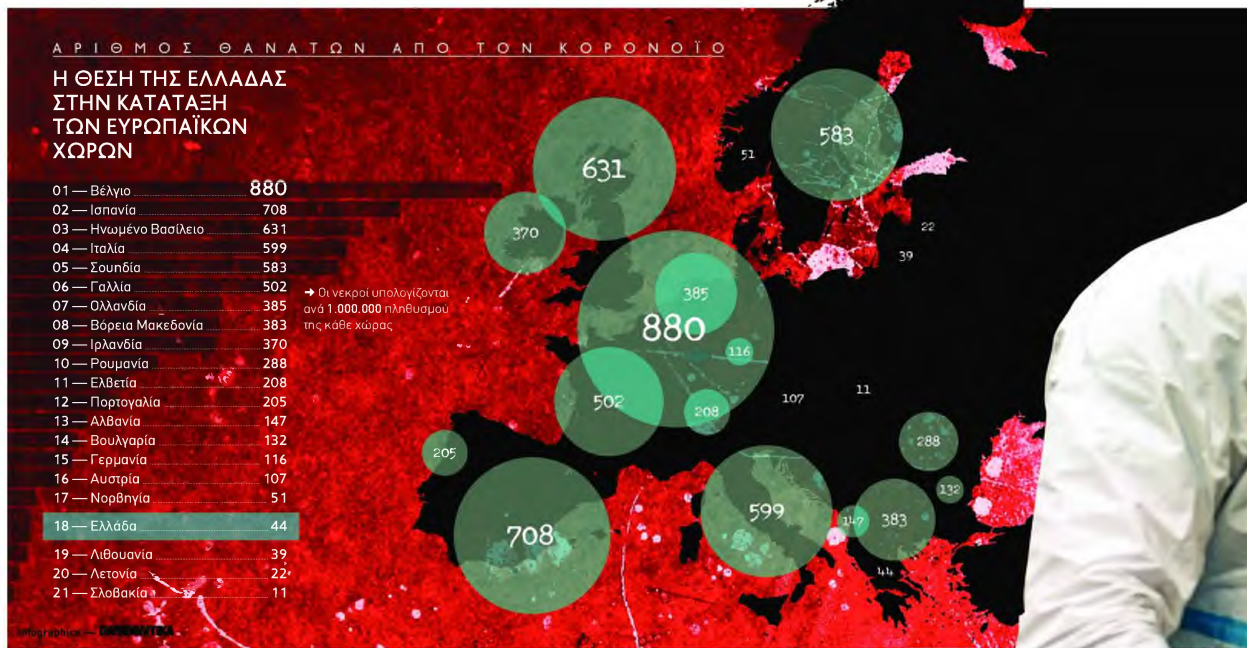 ΑΡΙΘΜΟΣ ΘΑΝΑΤΩΝ ΑΠΟ ΤΟΝ ΚΟΡΟΝΟΪΟ
Η ΘΕΣΗ ΤΗΣ ΕΛΛΑΔΑΣ
ΣΤΗΝ ΚΑΤΑΤΑΞΗ
ΤΩΝ ΕΥΡΩΠΑΪΚΩΝ
ΧΩΡΩΝ
01 — Βέλγιο 880
02 — Ισπανία 708
03 — Ηνωμένο Βασίλειο 631
04 — Ιταλία 599
05 — Σουηδία 583
06 — Γαλλία 502
07 — Ολλανδία 385
08 — Βόρεια Μακεδονία 383
09 — Ιρλανδία 370
10 — Ρουμανία 288
11 — Ελβετία 208
12 — Πορτογαλία 205
13 — Αλβανία 147
14 — Βουλγαρία 132
15 — Γερμανία 116
16 — Αυστρία 107
17 — Νορβηγία 51
18 — Ελλάδα 44
19 — Λιθουανία 39
20 — Λετονία 22
21 — Σλοβακία 11
➔ Οι νεκροί υπολογίζονται
ανά 1.000.000 πληθυσμού
της κάθε χώρας
583
51
631
22
370
39
385
880
116
11
107
502
208
288
205
132
599
147
383
708
44
infographics —